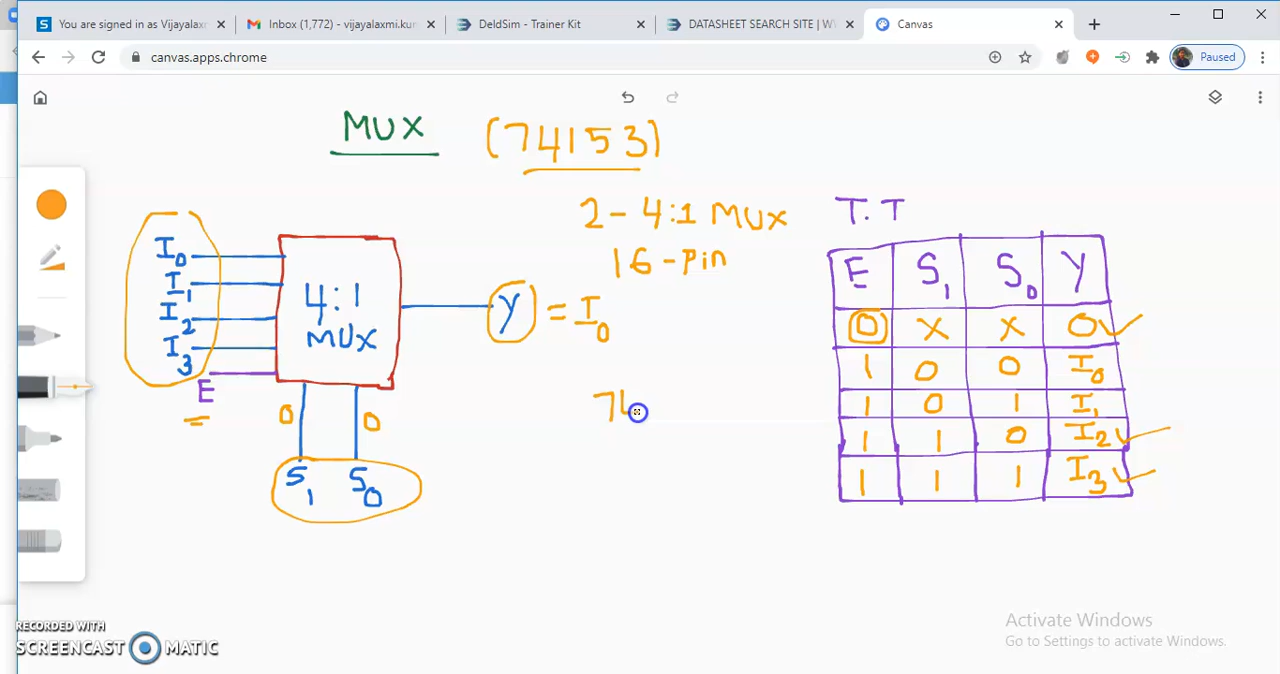 You are signed in as Vijayalax
Inbox (1,772) - vijayalaxmi.ku
DeldSim - Trainer Kit
DATASHEET SEARCH SITE | W
Canvas
canvas.apps.chrome
Paused
MUX (74153)
2 - 4:1 MUX
16 - pin
T.T
I0
I1
I2
I3
E
4:1
MUX
Y = I0
0 0
S1 S0
74
E S1 S0 Y
0 X X 0
1 0 0 I0
1 0 1 I1
1 1 0 I2
1 1 1 I3
Activate Windows
Go to Settings to activate Windows.
RECORDED WITH
SCREENCAST MATIC